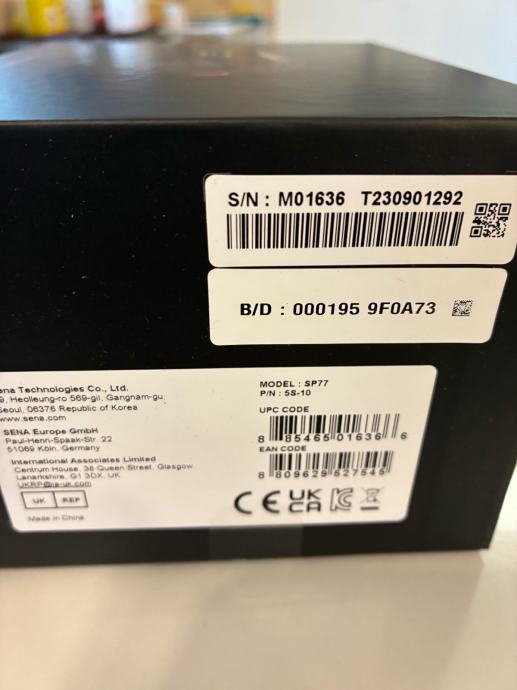 S/N : M01636 T230901292
B/D : 000195 9F0A73
ena Technologies Co., Ltd.
9, Heolleung-ro 569-gil, Gangnam-gu,
Seoul, 06376 Republic of Korea
www.sena.com
SENA Europe GmbH
Paul-Henri-Spaak-Str. 22
51069 Köln, Germany
International Associates Limited
Centrum House, 38 Queen Street, Glasgow
Lanarkshire, G1 3DX, UK
UKRP@ia-uk.com
UK REP
Made in China
MODEL : SP77
P/N : 5S-10
UPC CODE
8 85465 01636 6
EAN CODE
8 809629 527545
CE UK CA